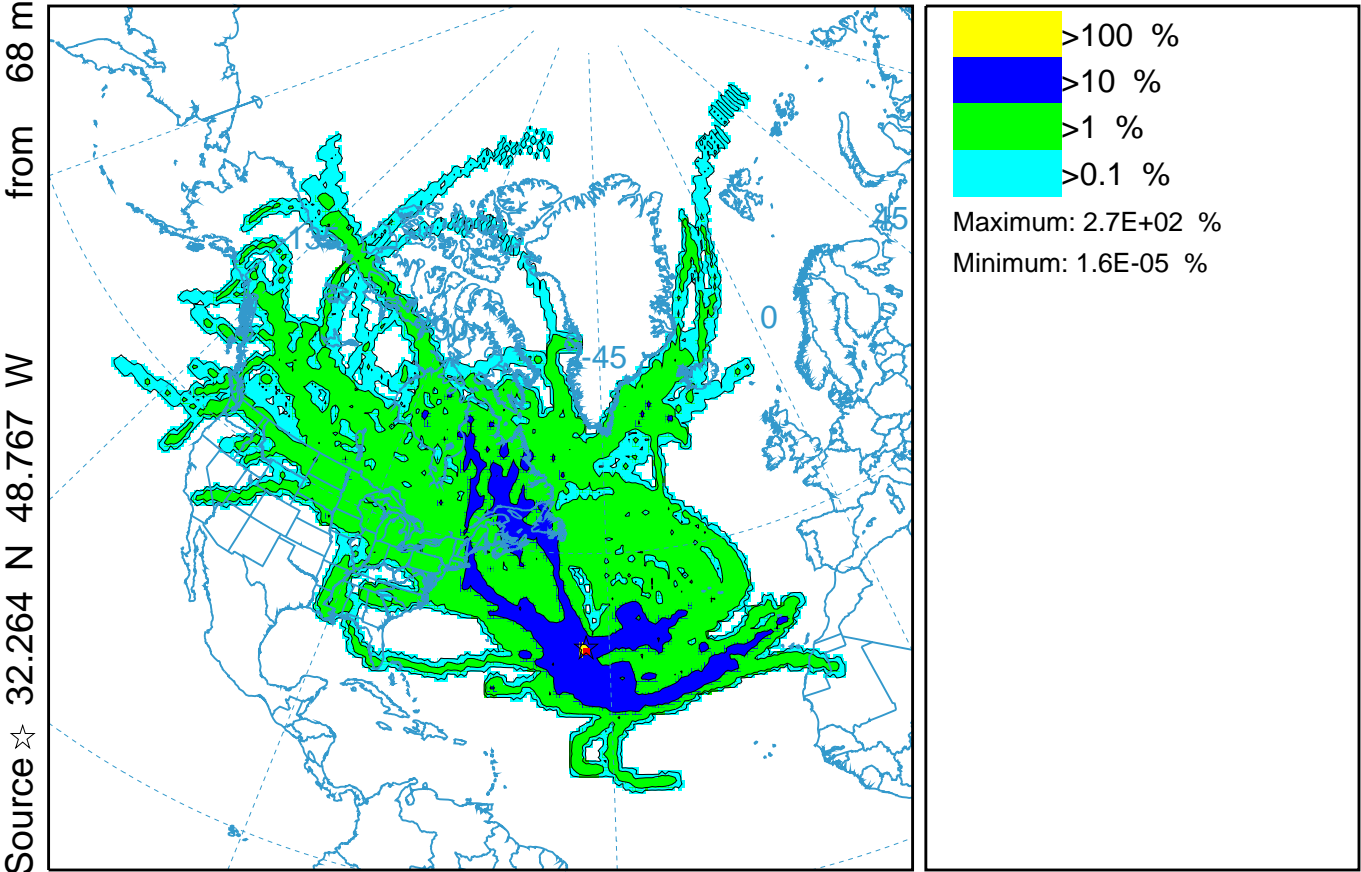 Source ☆ 32.264 N 48.767 W from 68 m
45
0
-45
>100 %
>10 %
>1 %
>0.1 %
Maximum: 2.7E+02 %
Minimum: 1.6E-05 %